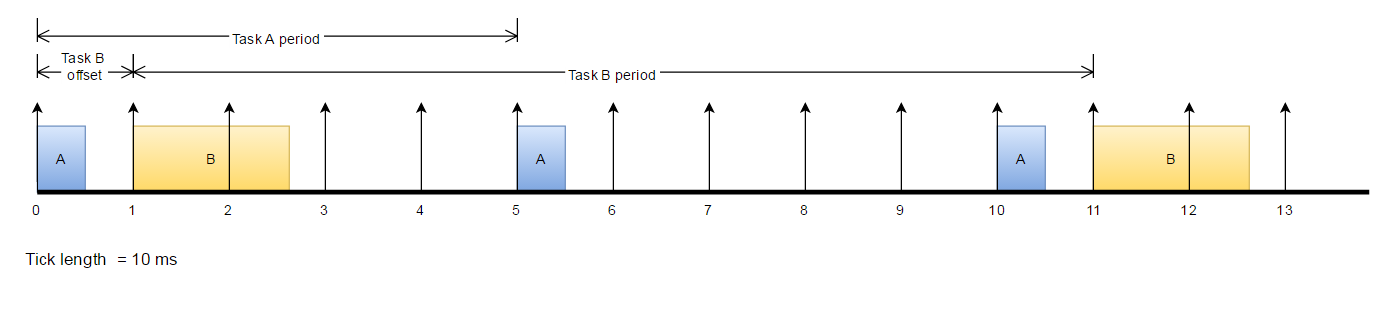 Task A period
Task B
offset
Task B period
A
B
A
A
B
0 1 2 3 4 5 6 7 8 9 10 11 12 13
Tick length = 10 ms